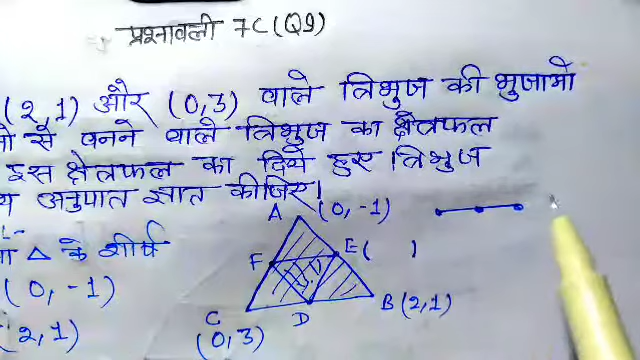 प्रश्नावली 7C(Q9)
(2,1) और (0,3) वाले त्रिभुज की भुजाओ
से बनने वाले त्रिभुज का क्षेत्रफल
इस क्षेत्रफल का दिये हुए त्रिभुज
अनुपात ज्ञात कीजिए।
A (0,-1)
Δ के शीर्ष
F E( )
(0,-1)
C D B(2,1)
(2,1) (0,3)